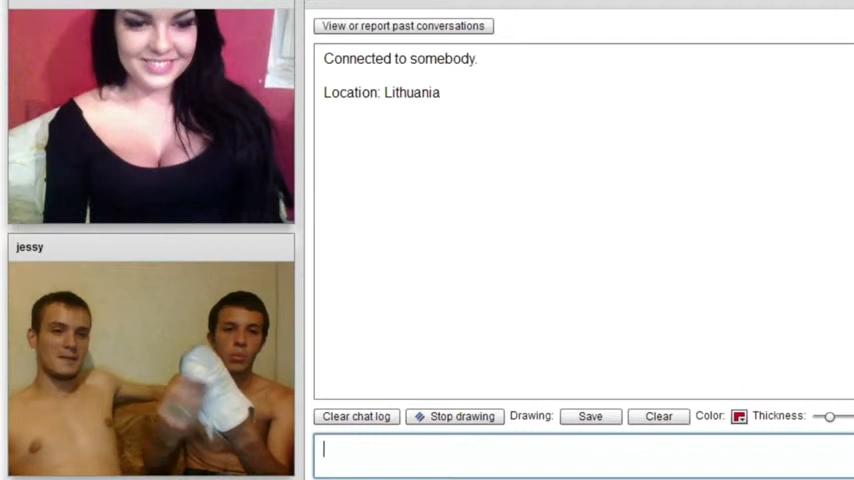 View or report past conversations
Connected to somebody.
Location: Lithuania
jessy
Clear chat log
Stop drawing
Drawing:
Save
Clear
Color:
Thickness: